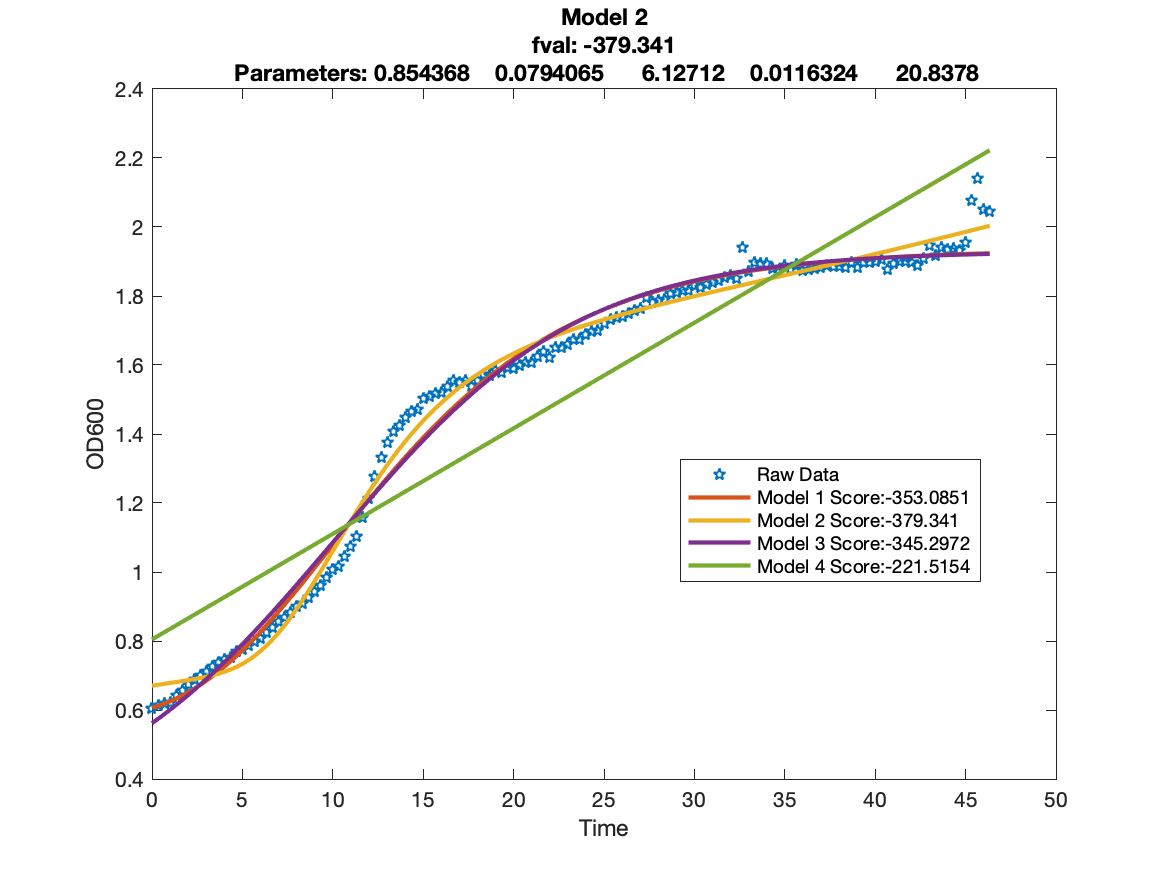 Model 2
fval: -379.341
Parameters: 0.854368 0.0794065 6.12712 0.0116324 20.8378
2.4
2.2
2
1.8
1.6
1.4
1.2
1
0.8
0.6
0.4
OD600
Raw Data
Model 1 Score:-353.0851
Model 2 Score:-379.341
Model 3 Score:-345.2972
Model 4 Score:-221.5154
0 5 10 15 20 25 30 35 40 45 50
Time